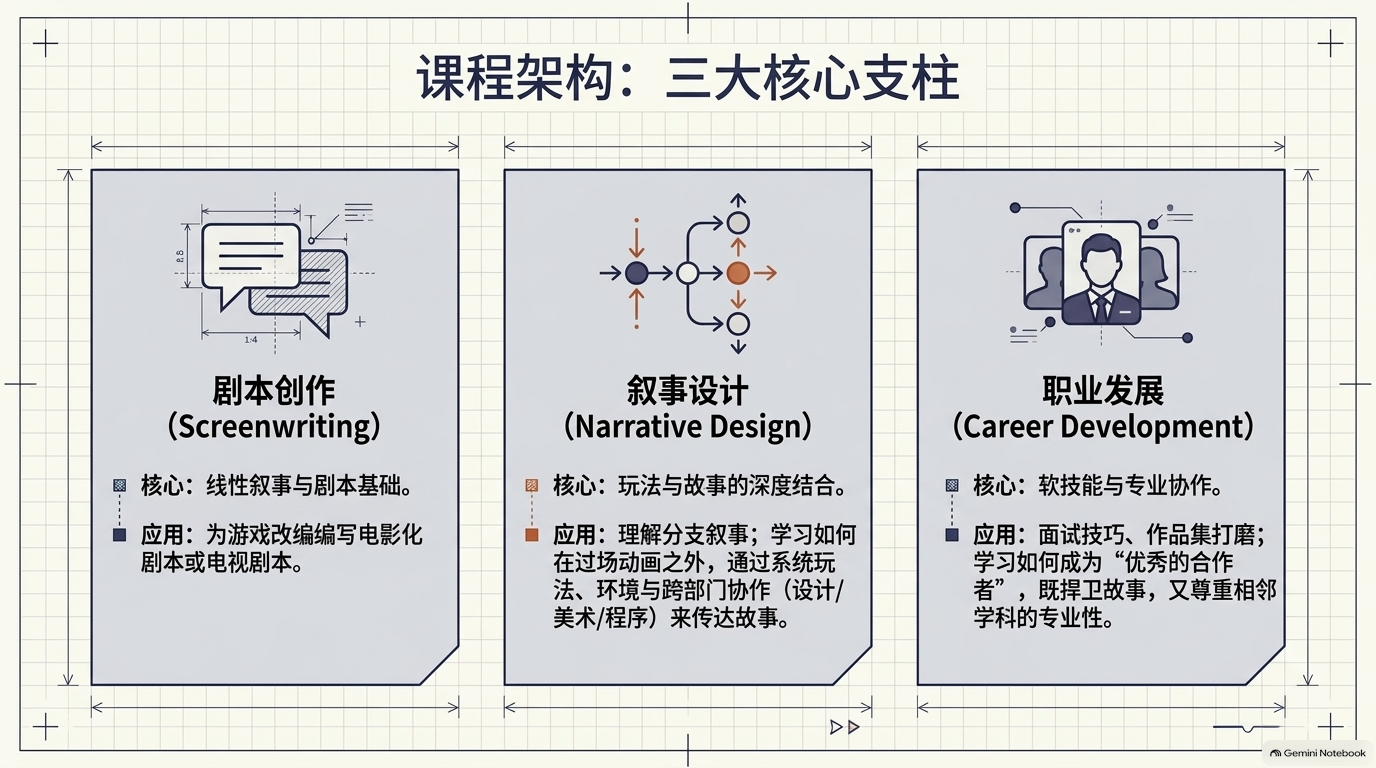 课程架构：三大核心支柱
8.8
1:4
剧本创作
（Screenwriting）
核心：线性叙事与剧本基础。
应用：为游戏改编编写电影化
剧本或电视剧本。
叙事设计
（Narrative Design）
核心：玩法与故事的深度结合。
应用：理解分支叙事；学习如何
在过场动画之外，通过系统玩
法、环境与跨部门协作（设计/
美术/程序）来传达故事。
职业发展
（Career Development）
核心：软技能与专业协作。
应用：面试技巧、作品集打磨；
学习如何成为“优秀的合作
者”，既捍卫故事，又尊重相邻
学科的专业性。
Gemini Notebook